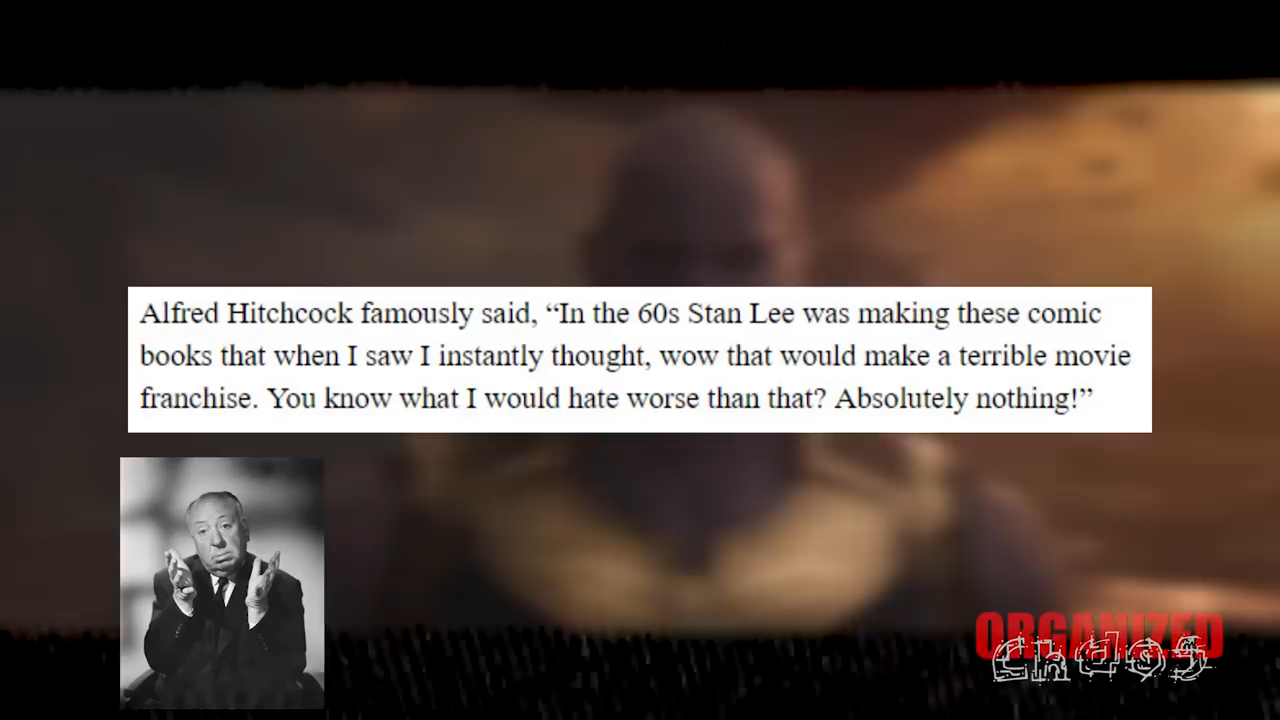 Alfred Hitchcock famously said, “In the 60s Stan Lee was making these comic
books that when I saw I instantly thought, wow that would make a terrible movie
franchise. You know what I would hate worse than that? Absolutely nothing!”
ORGANIZED
CHAOS